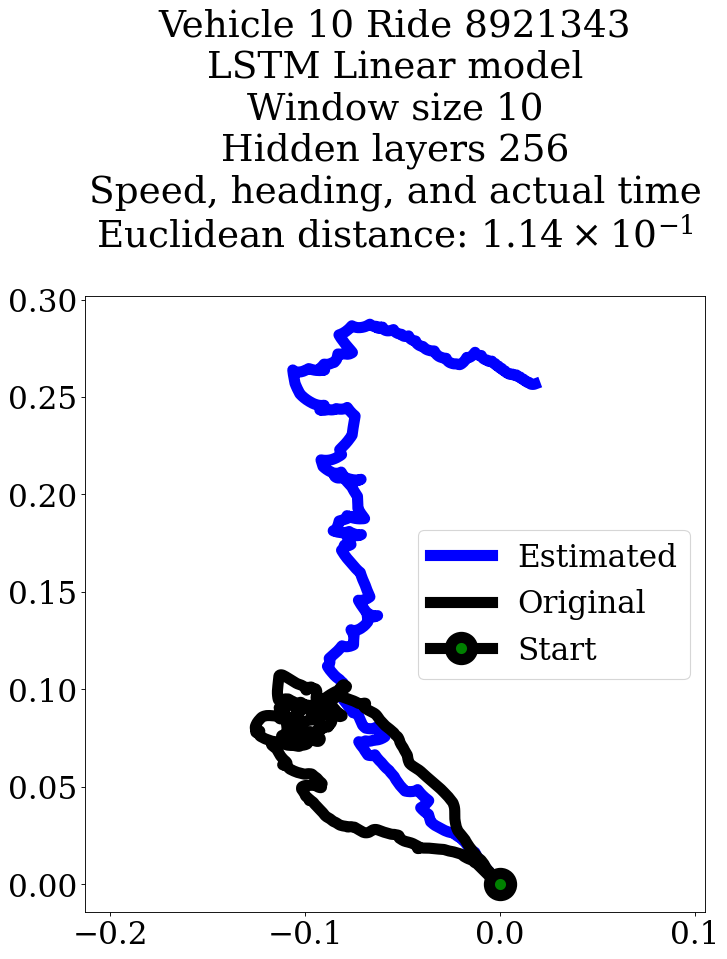 Vehicle 10 Ride 8921343
LSTM Linear model
Window size 10
Hidden layers 256
Speed, heading, and actual time
Euclidean distance: 1.14 × 10⁻¹
0.30
0.25
0.20
0.15
0.10
0.05
0.00
Estimated
Original
Start
−0.2
−0.1
0.0
0.1